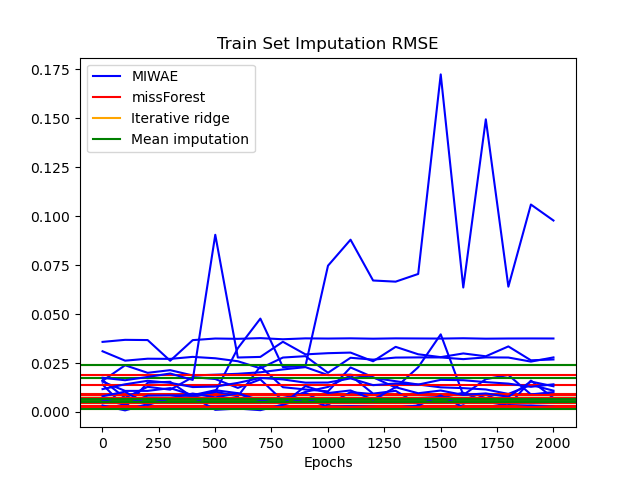 Train Set Imputation RMSE
MIWAE
missForest
Iterative ridge
Mean imputation
0.175
0.150
0.125
0.100
0.075
0.050
0.025
0.000
0 250 500 750 1000 1250 1500 1750 2000
Epochs